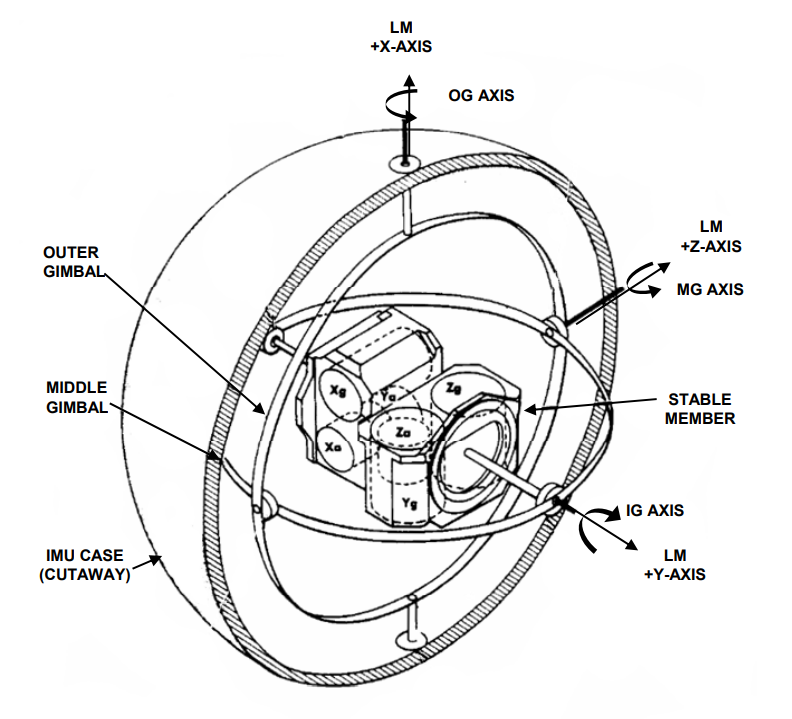 LM
+X-AXIS
OG AXIS
LM
+Z-AXIS
MG AXIS
OUTER
GIMBAL
MIDDLE
GIMBAL
STABLE
MEMBER
Xg
Ya
Zg
Xa
Za
Yg
IG AXIS
IMU CASE
(CUTAWAY)
LM
+Y-AXIS